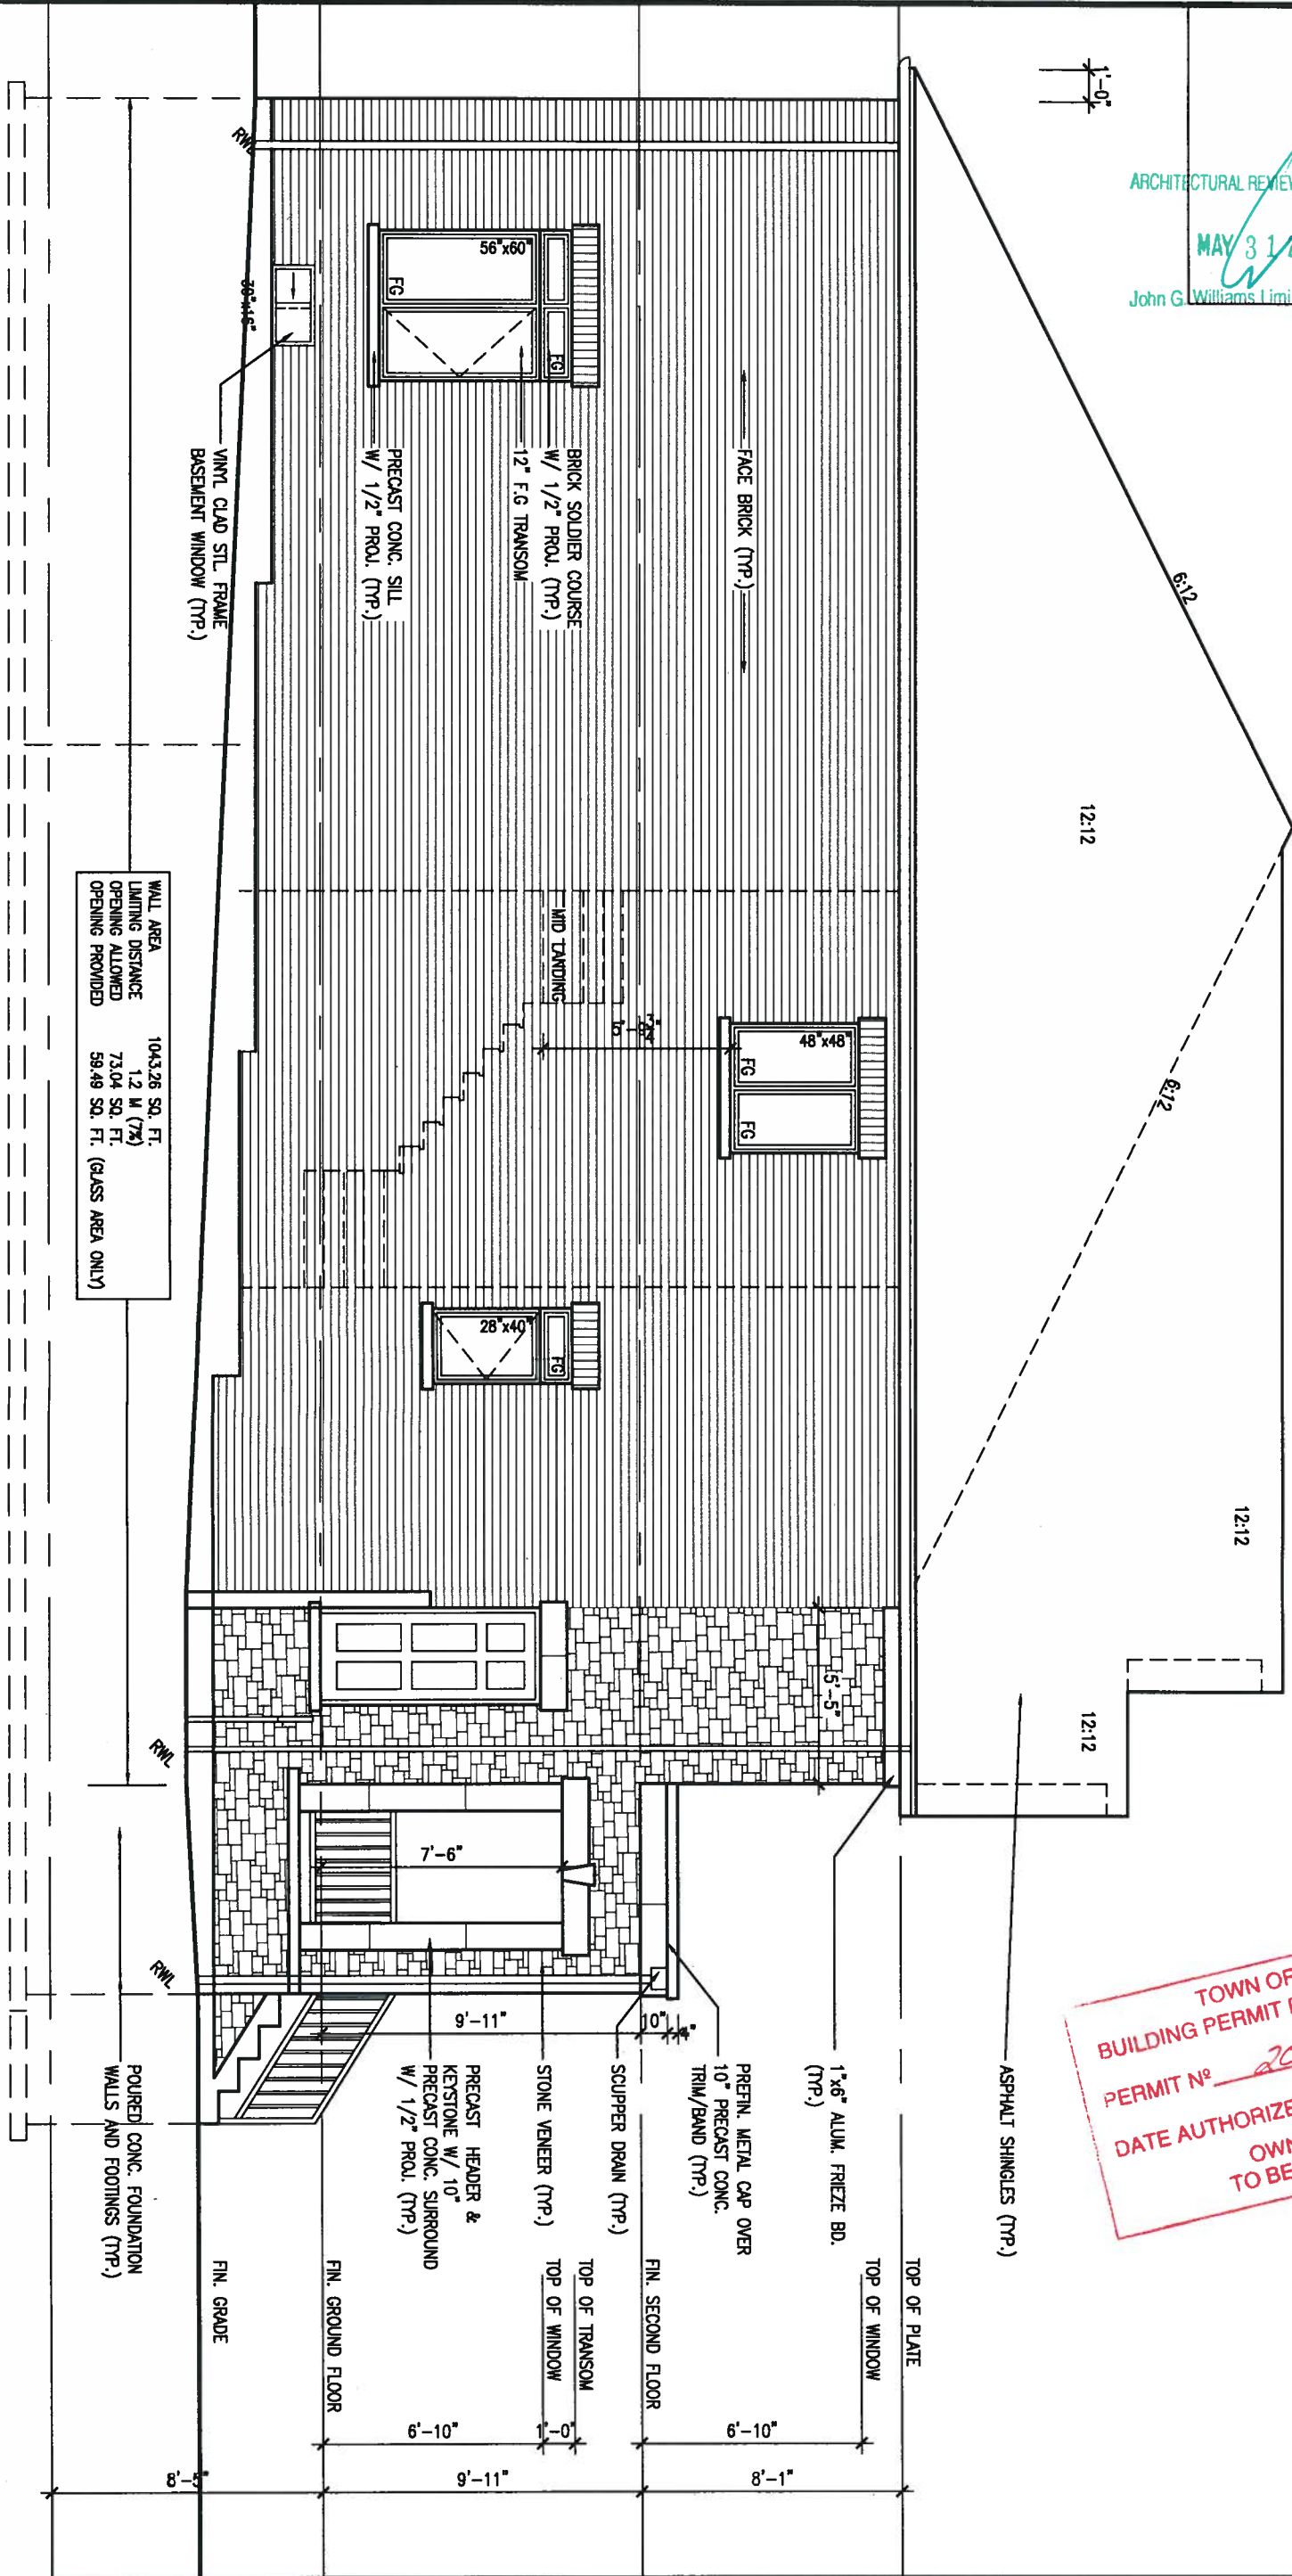 1'-0"
ARCHITECTURAL REVIEW
MAY 31
John G. Williams Limi
6:12
12:12
6:12
12:12
12:12
ASPHALT SHINGLES (TYP.)
TOWN OF
BUILDING PERMIT
PERMIT Nº 20
DATE AUTHORIZE
OWN
TO BE
FACE BRICK (TYP.)
56"x60"
FG
FG
BRICK SOLDIER COURSE
W/ 1/2" PROJ. (TYP.)
12" F.G TRANSOM
PRECAST CONC. SILL
W/ 1/2" PROJ. (TYP.)
RWL
30"x16"
VINYL CLAD STL. FRAME
BASEMENT WINDOW (TYP.)
MID LANDING
48"x48"
FG
FG
28"x40"
FG
5'-5"
WALL AREA 1043.26 SQ. FT.
LIMITING DISTANCE 1.2 M (7%)
OPENING ALLOWED 73.04 SQ. FT.
OPENING PROVIDED 59.49 SQ. FT. (GLASS AREA ONLY)
RWL
RWL
7'-6"
9'-11"
10"
4"
1"x6" ALUM. FRIEZE BD.
(TYP.)
PREFIN. METAL CAP OVER
10" PRECAST CONC.
TRIM/BAND (TYP.)
SCUPPER DRAIN (TYP.)
STONE VENEER (TYP.)
PRECAST HEADER &
KEYSTONE W/ 10"
PRECAST CONC. SURROUND
W/ 1/2" PROJ. (TYP.)
POURED CONC. FOUNDATION
WALLS AND FOOTINGS (TYP.)
TOP OF PLATE
TOP OF WINDOW
FIN. SECOND FLOOR
TOP OF TRANSOM
TOP OF WINDOW
FIN. GROUND FLOOR
FIN. GRADE
6'-10"
1'-0"
6'-10"
8'-5"
9'-11"
8'-1"